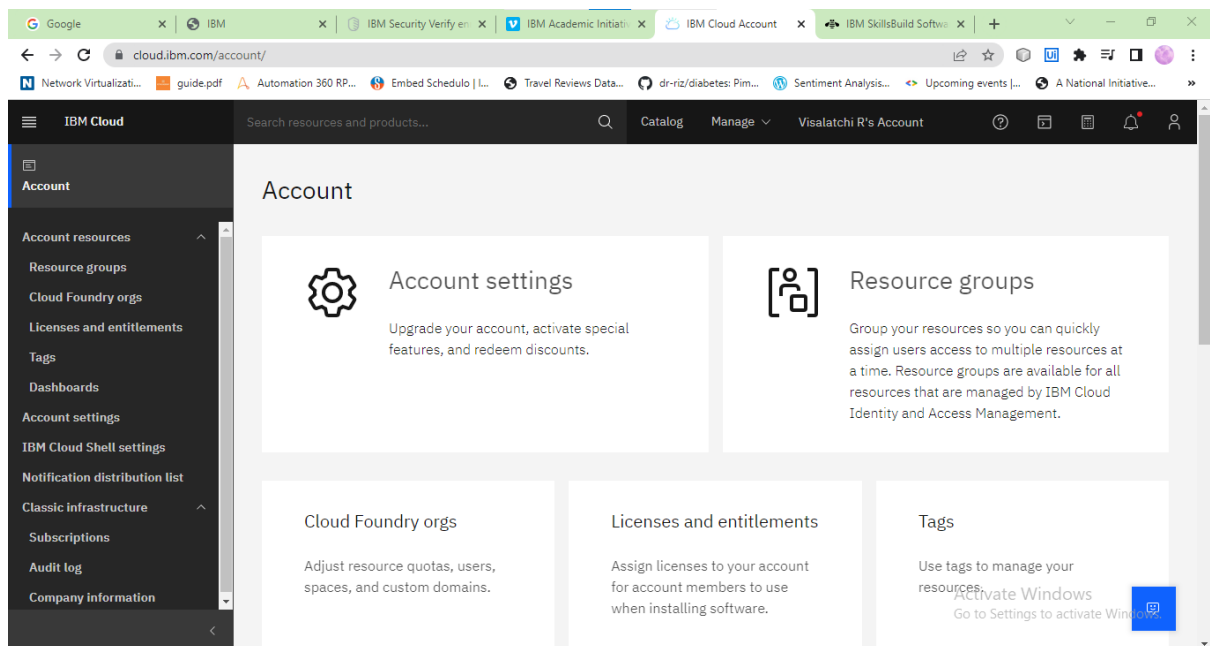 Google
IBM
IBM Security Verify en
IBM Academic Initiativ
IBM Cloud Account
IBM SkillsBuild Softwa
cloud.ibm.com/account/
Network Virtualizati...
guide.pdf
Automation 360 RP...
Embed Schedulo | I...
Travel Reviews Data...
dr-riz/diabetes: Pim...
Sentiment Analysis...
Upcoming events |...
A National Initiative...
IBM Cloud
Search resources and products...
Catalog
Manage
Visalatchi R's Account
Account
Account resources
Resource groups
Cloud Foundry orgs
Licenses and entitlements
Tags
Dashboards
Account settings
IBM Cloud Shell settings
Notification distribution list
Classic infrastructure
Subscriptions
Audit log
Company information
Account
Account settings
Upgrade your account, activate special
features, and redeem discounts.
Resource groups
Group your resources so you can quickly
assign users access to multiple resources at
a time. Resource groups are available for all
resources that are managed by IBM Cloud
Identity and Access Management.
Cloud Foundry orgs
Adjust resource quotas, users,
spaces, and custom domains.
Licenses and entitlements
Assign licenses to your account
for account members to use
when installing software.
Tags
Use tags to manage your
resources.
Activate Windows
Go to Settings to activate Windows.